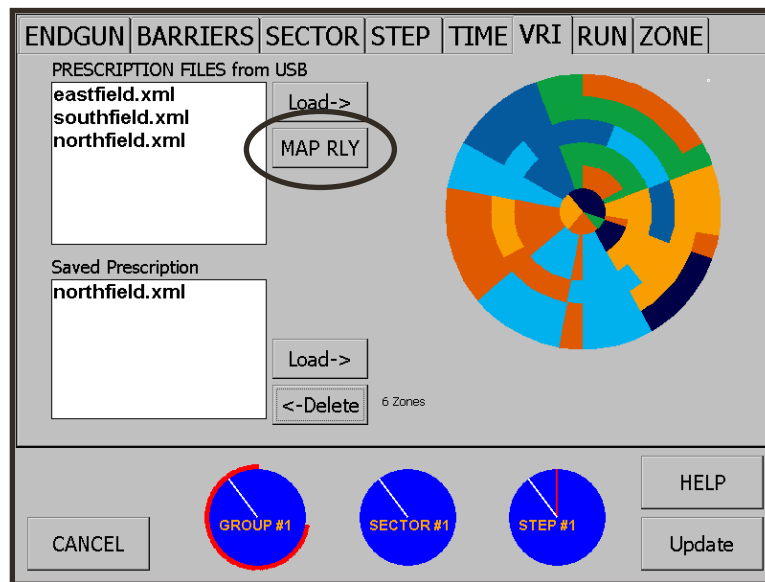 ENDGUN BARRIERS SECTOR STEP TIME VRI RUN ZONE
PRESCRIPTION FILES from USB
eastfield.xml
southfield.xml
northfield.xml
Load->
MAP RLY
Saved Prescription
northfield.xml
Load->
<-Delete
6 Zones
GROUP #1
SECTOR #1
STEP #1
HELP
CANCEL
Update